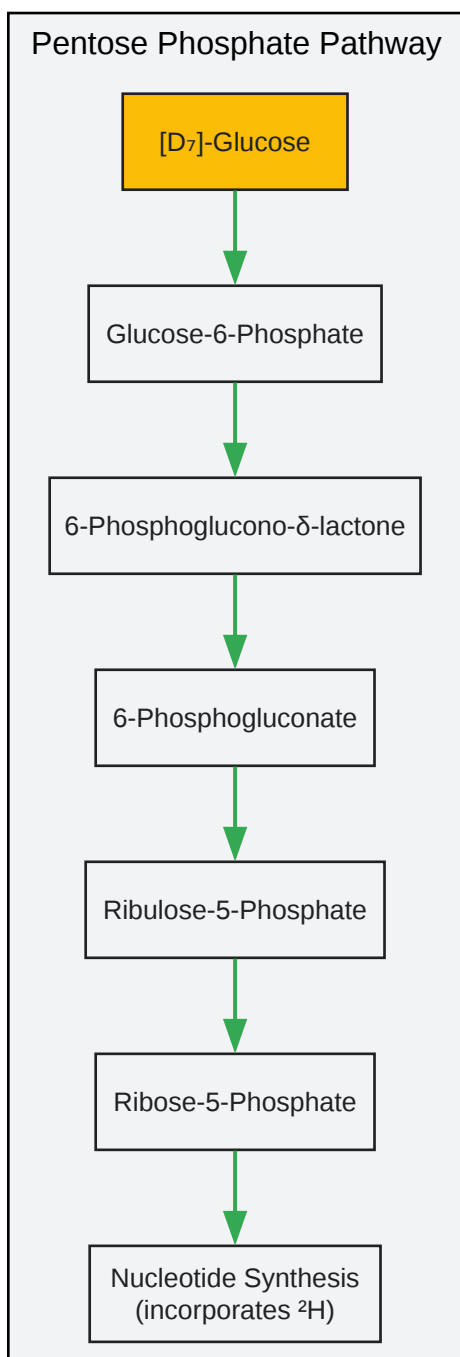 Pentose Phosphate Pathway
[D₇]-Glucose
Glucose-6-Phosphate
6-Phosphoglucono-δ-lactone
6-Phosphogluconate
Ribulose-5-Phosphate
Ribose-5-Phosphate
Nucleotide Synthesis
(incorporates ²H)